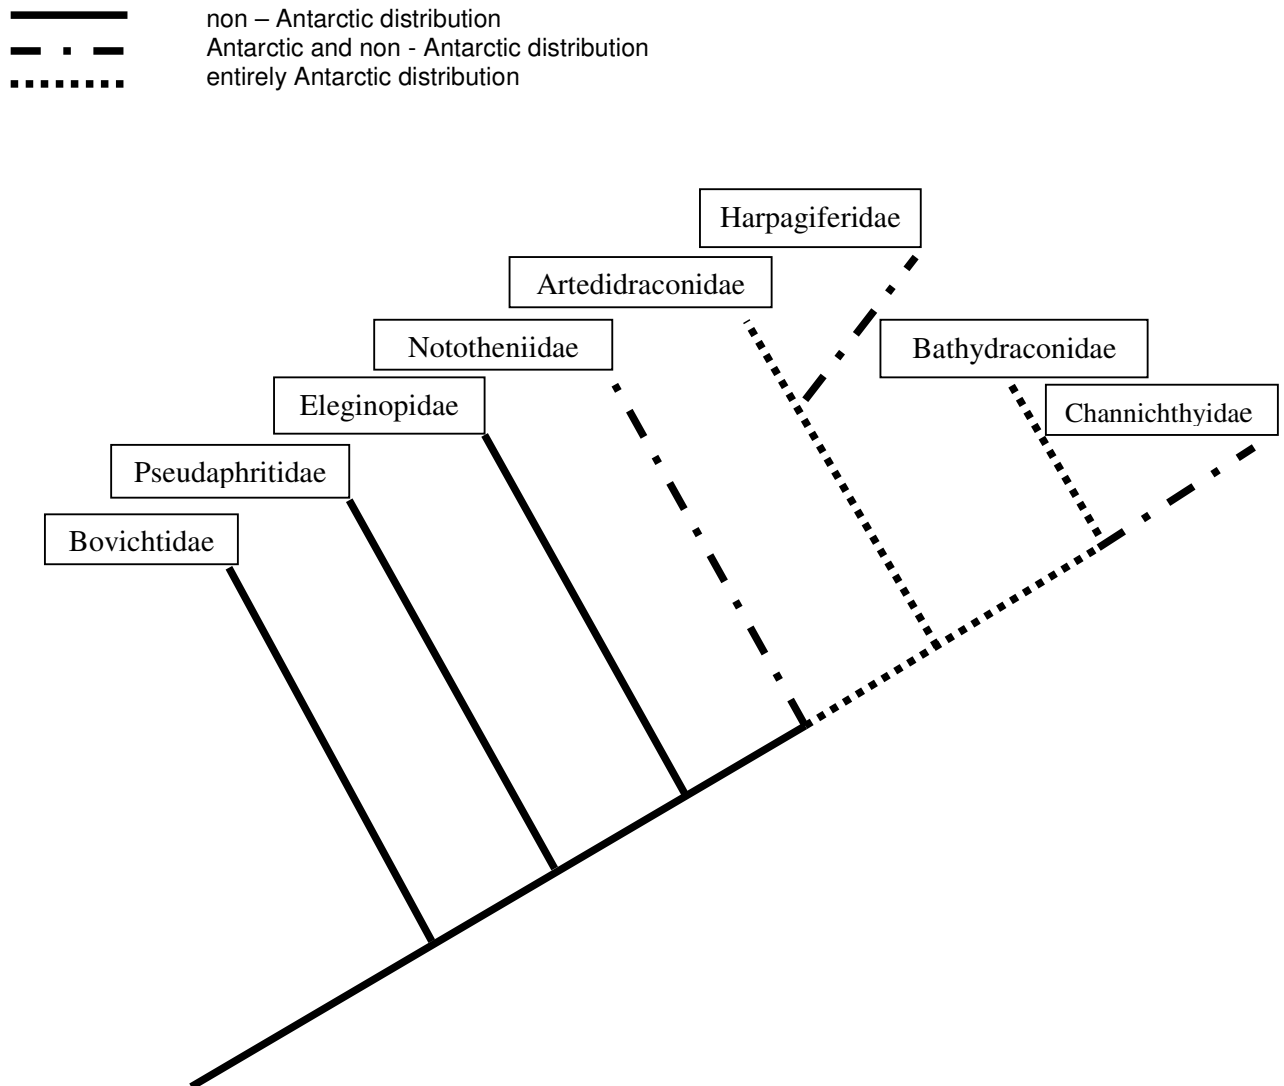 non – Antarctic distribution
Antarctic and non - Antarctic distribution
entirely Antarctic distribution
Harpagiferidae
Artedidraconidae
Nototheniidae
Bathydraconidae
Eleginopidae
Channichthyidae
Pseudaphritidae
Bovichtidae